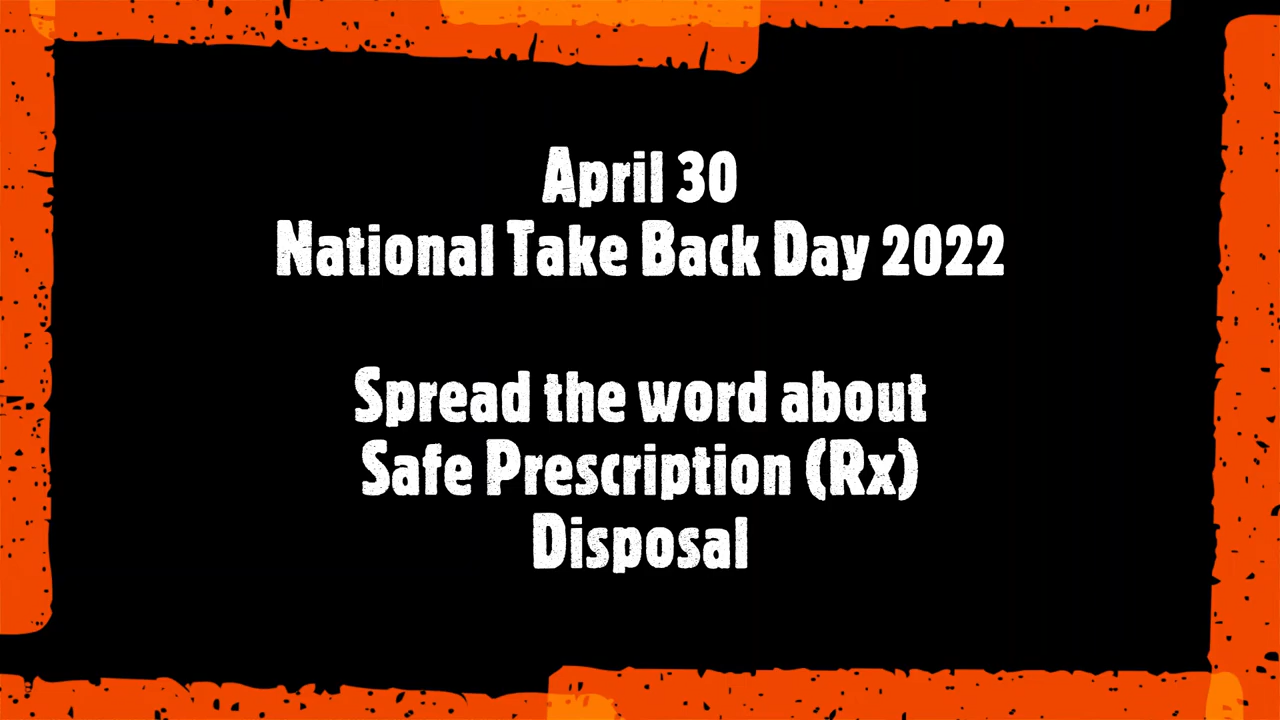 April 30
National Take Back Day 2022
Spread the word about
Safe Prescription (Rx)
Disposal